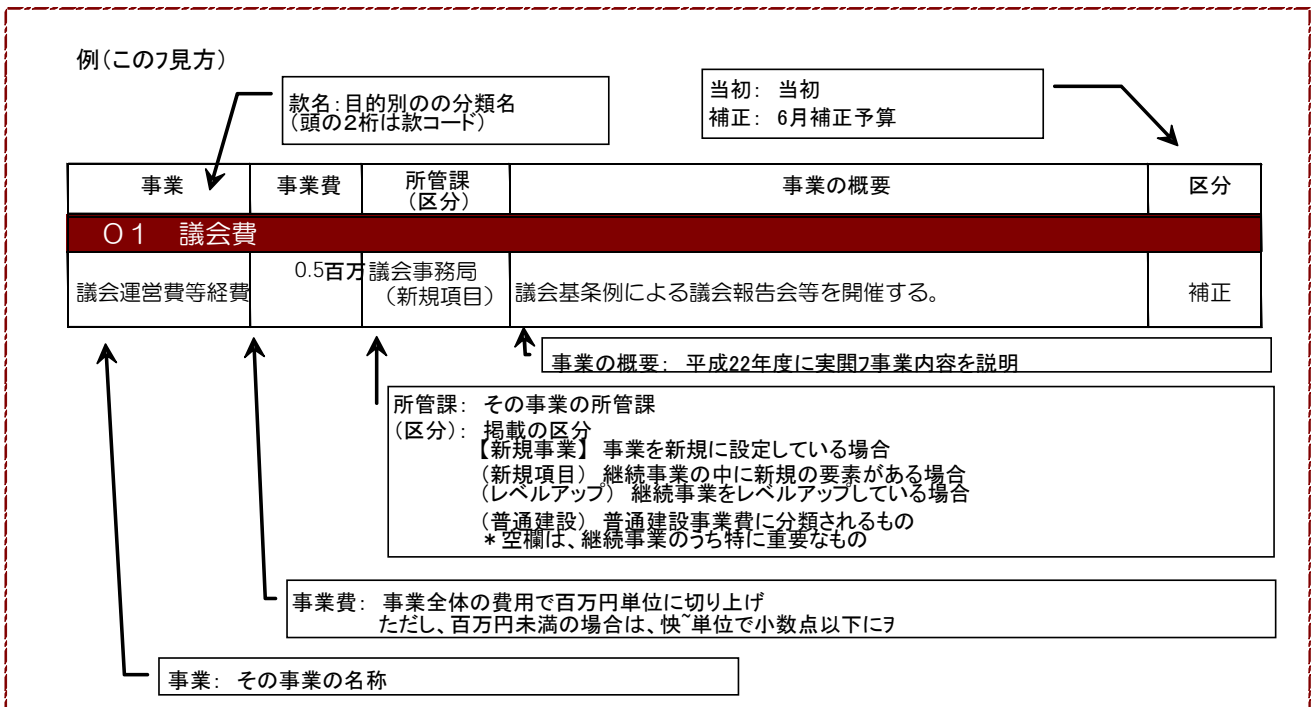 例(このﾌ見方)
款名:目的別のの分類名
(頭の2桁は款コード)
当初: 当初
補正: 6月補正予算
事業 事業費 所管課 事業の概要 区分
(区分)
01 議会費
0.5百万 議会事務局
議会運営費等経費 (新規項目) 議会基条例による議会報告会等を開催する。 補正
事業の概要: 平成22年度に実開ﾌ事業内容を説明
所管課: その事業の所管課
(区分): 掲載の区分
【新規事業】 事業を新規に設定している場合
(新規項目) 継続事業の中に新規の要素がある場合
(レベルアップ) 継続事業をレベルアップしている場合
(普通建設) 普通建設事業費に分類されるもの
*空欄は、継続事業のうち特に重要なもの
事業費: 事業全体の費用で百万円単位に切り上げ
ただし、百万円未満の場合は、快~単位で小数点以下にｦ
事業: その事業の名称